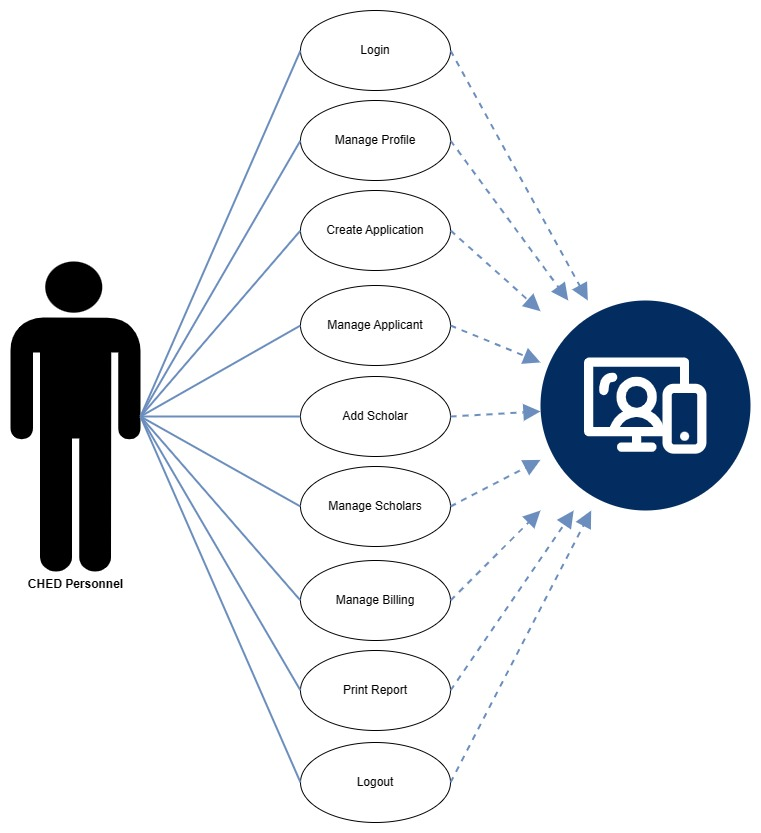 Login
Manage Profile
Create Application
Manage Applicant
Add Scholar
Manage Scholars
CHED Personnel
Manage Billing
Print Report
Logout